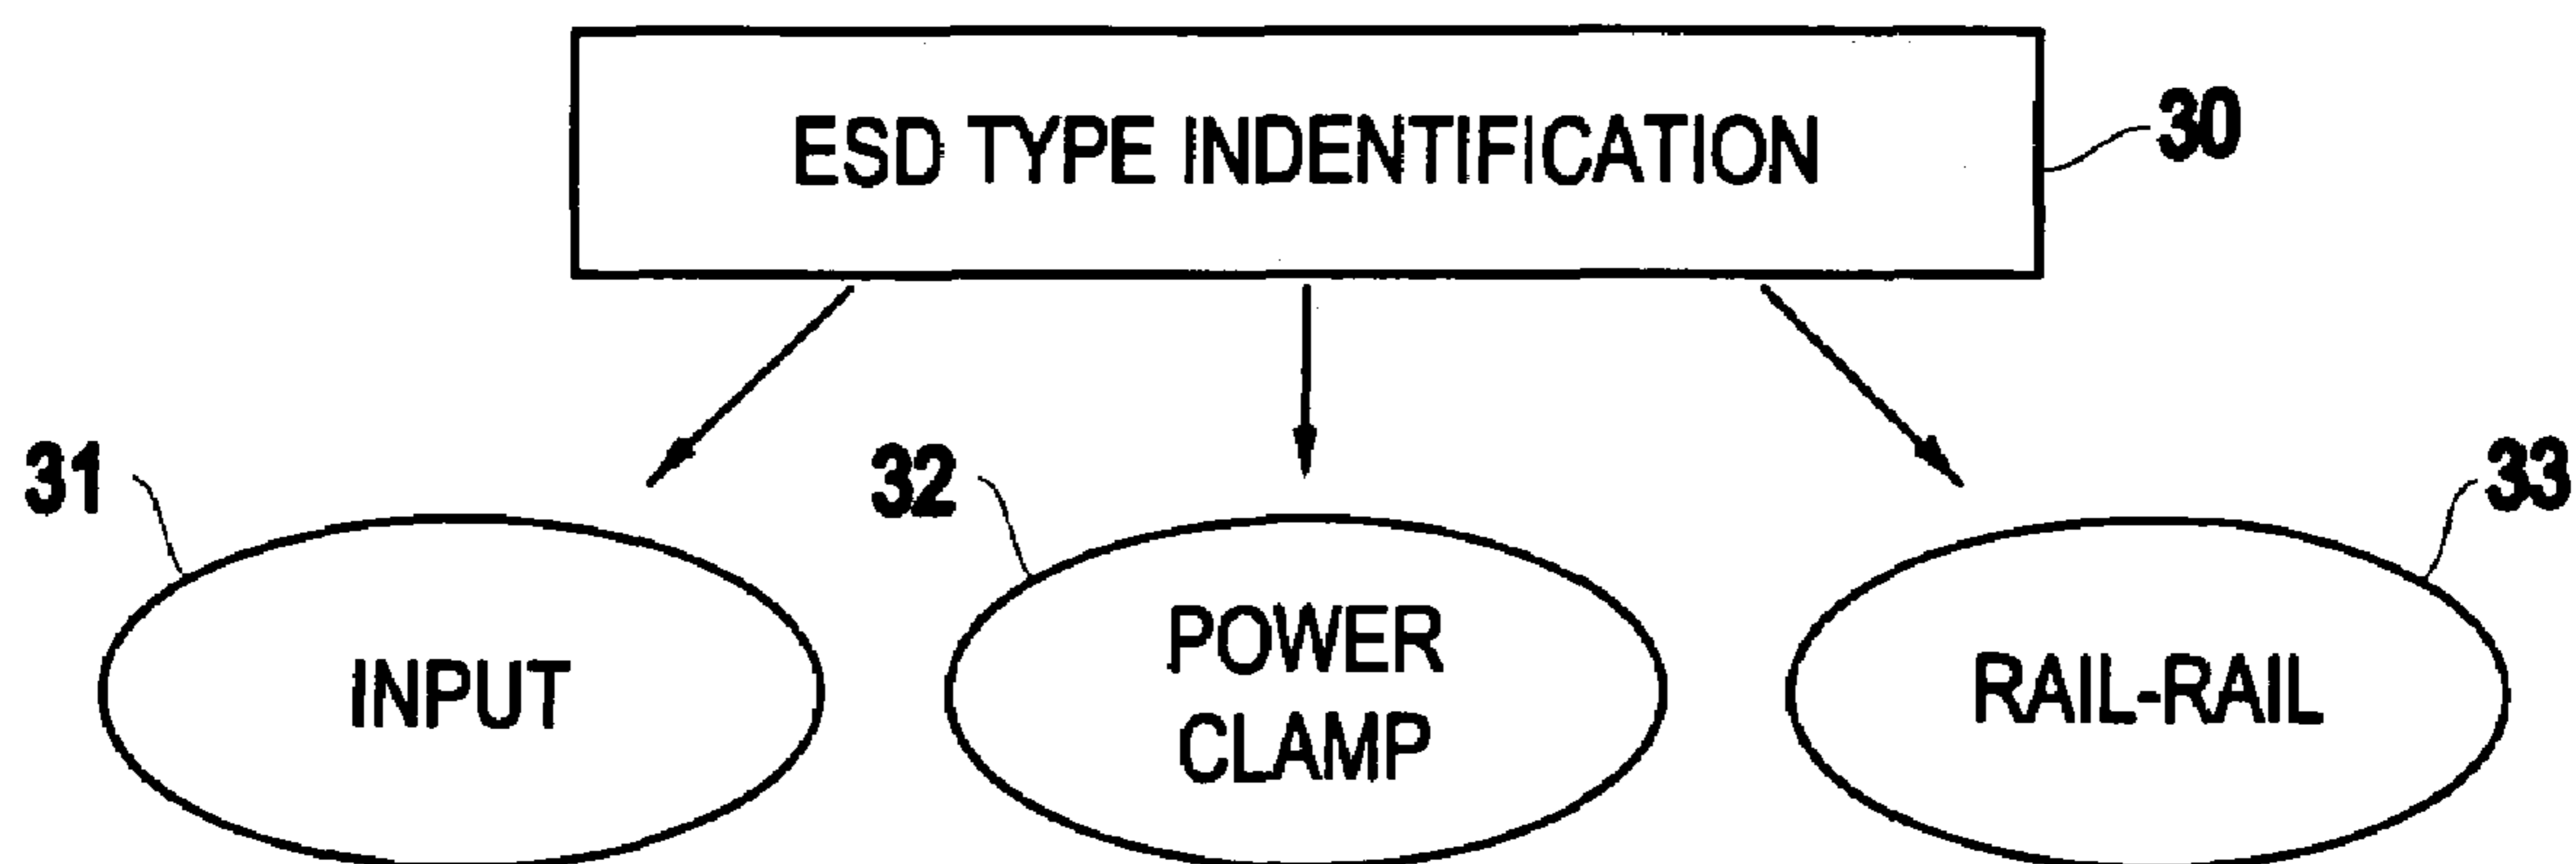 ESD TYPE INDENTIFICATION
30
31
32
33
INPUT
POWER
CLAMP
RAIL-RAIL